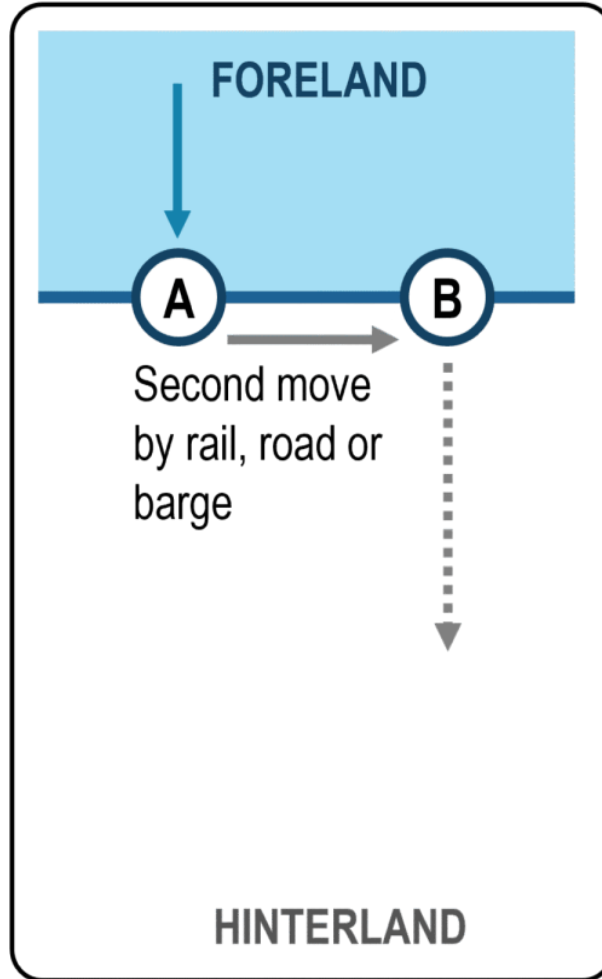 FORELAND
A
B
Second move
by rail, road or
barge
HINTERLAND